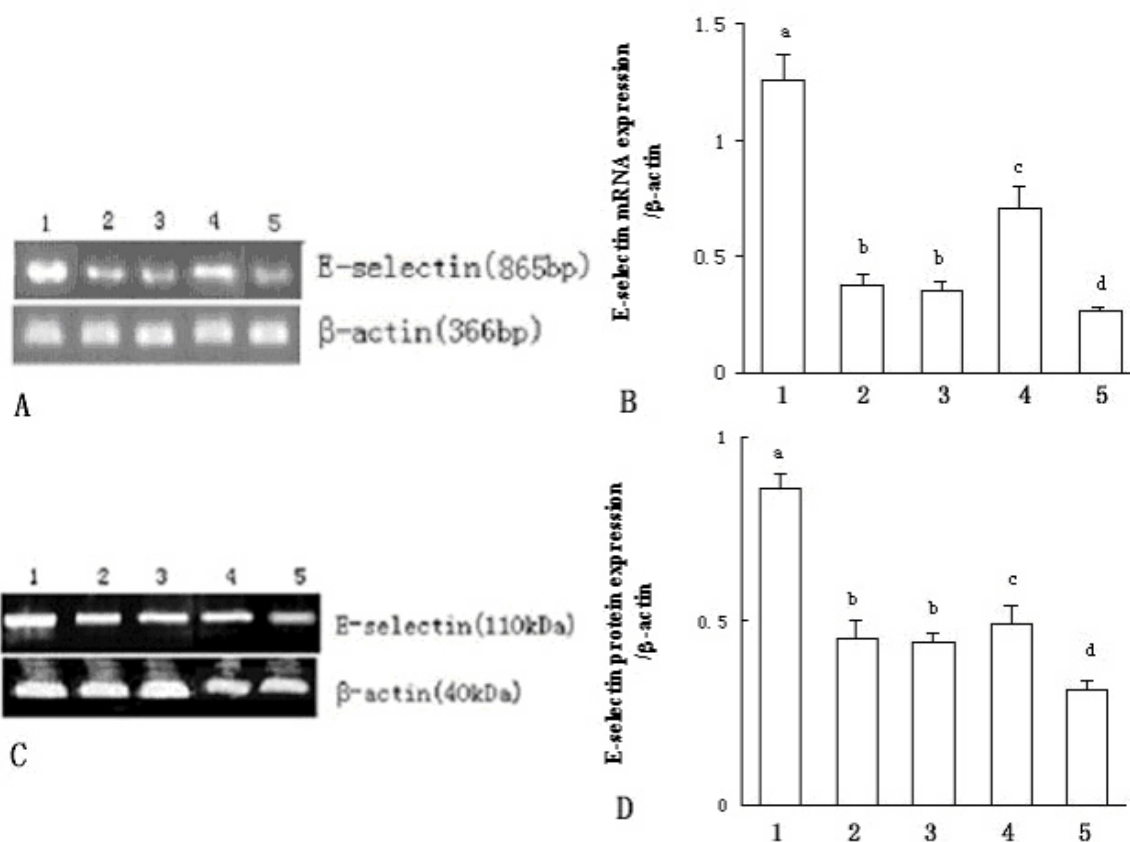 1 2 3 4 5
E-selectin(865bp)
β-actin(366bp)
A
E-selectin mRNA expression
/β-actin
1.5
1
0.5
0
a
b
b
c
d
1 2 3 4 5
B
1 2 3 4 5
E-selectin(110kDa)
β-actin(40kDa)
C
E-selectin protein expression
/β-actin
1
0.5
0
a
b
b
c
d
1 2 3 4 5
D